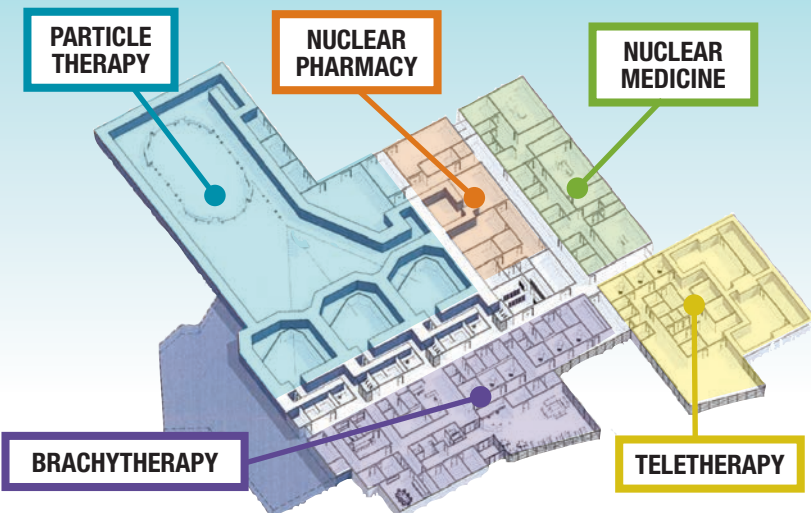 PARTICLE
THERAPY
NUCLEAR
PHARMACY
NUCLEAR
MEDICINE
BRACHYTHERAPY
TELETHERAPY